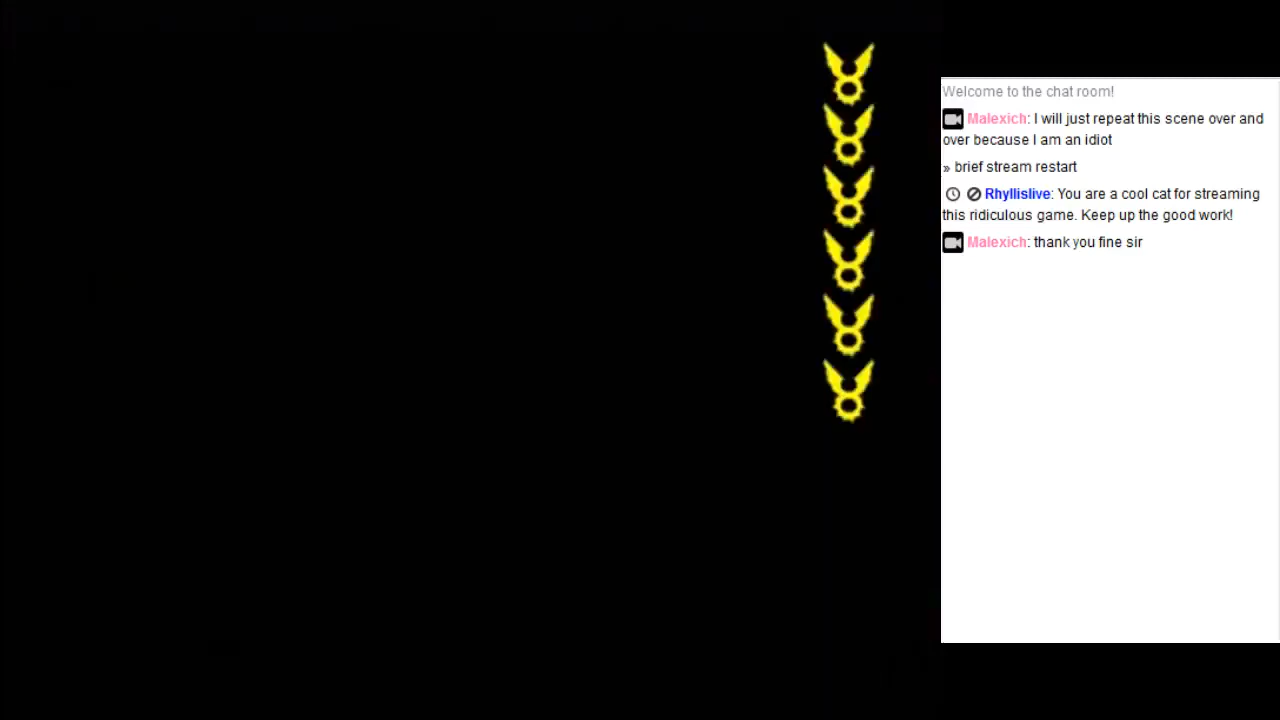 Welcome to the chat room!
Malexich: I will just repeat this scene over and
over because I am an idiot
» brief stream restart
Rhyllislive: You are a cool cat for streaming
this ridiculous game. Keep up the good work!
Malexich: thank you fine sir